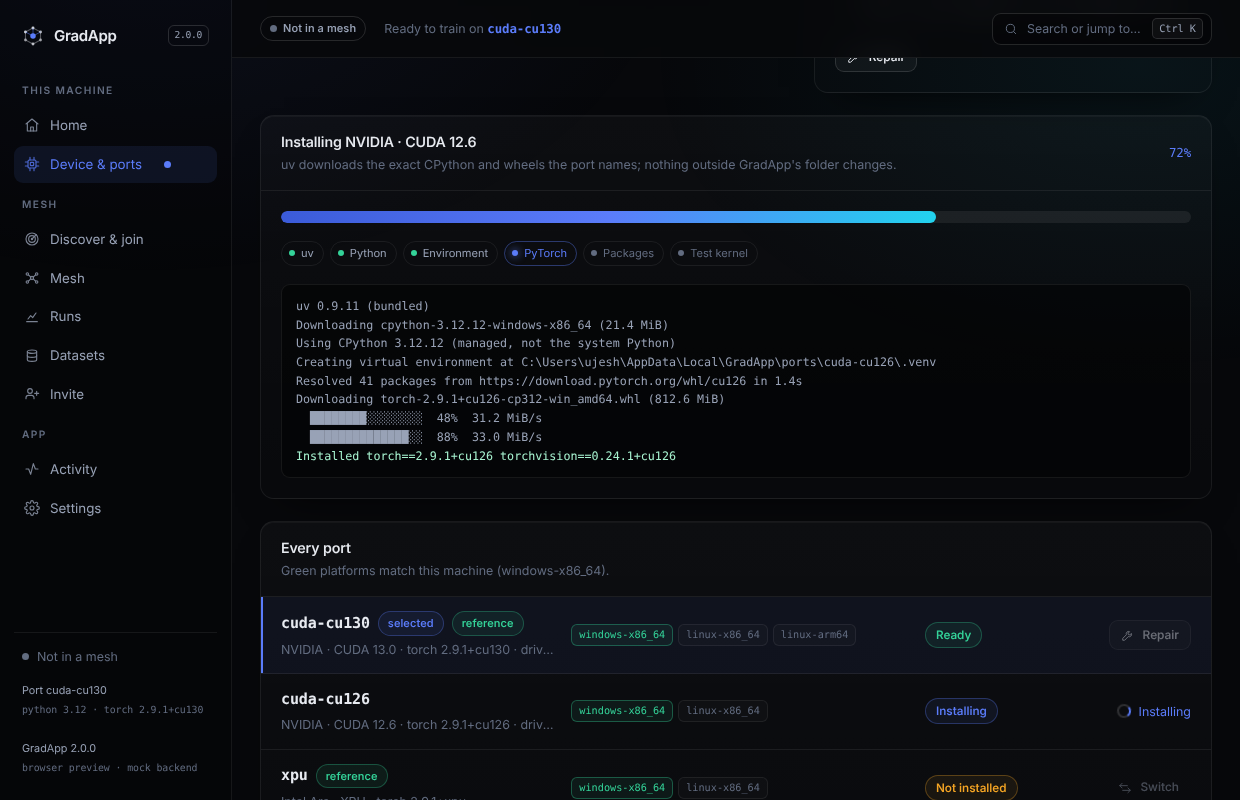 GradApp
2.0.0
THIS MACHINE
Home
Device & ports
MESH
Discover & join
Mesh
Runs
Datasets
Invite
APP
Activity
Settings
Not in a mesh
Port cuda-cu130
python 3.12 · torch 2.9.1+cu130
GradApp 2.0.0
browser preview · mock backend
Not in a mesh
Ready to train on cuda-cu130
Search or jump to...
Ctrl K
Repair
Installing NVIDIA · CUDA 12.6
uv downloads the exact CPython and wheels the port names; nothing outside GradApp's folder changes.
72%
uv
Python
Environment
PyTorch
Packages
Test kernel
uv 0.9.11 (bundled)
Downloading cpython-3.12.12-windows-x86_64 (21.4 MiB)
Using CPython 3.12.12 (managed, not the system Python)
Creating virtual environment at C:\Users\ujesh\AppData\Local\GradApp\ports\cuda-cu126\.venv
Resolved 41 packages from https://download.pytorch.org/whl/cu126 in 1.4s
Downloading torch-2.9.1+cu126-cp312-win_amd64.whl (812.6 MiB)
48% 31.2 MiB/s
88% 33.0 MiB/s
Installed torch==2.9.1+cu126 torchvision==0.24.1+cu126
Every port
Green platforms match this machine (windows-x86_64).
cuda-cu130 selected reference
NVIDIA · CUDA 13.0 · torch 2.9.1+cu130 · driv...
windows-x86_64 linux-x86_64 linux-arm64
Ready
Repair
cuda-cu126
NVIDIA · CUDA 12.6 · torch 2.9.1+cu126 · driv...
windows-x86_64 linux-x86_64
Installing
Installing
xpu reference
windows-x86_64 linux-x86_64
Not installed
Switch